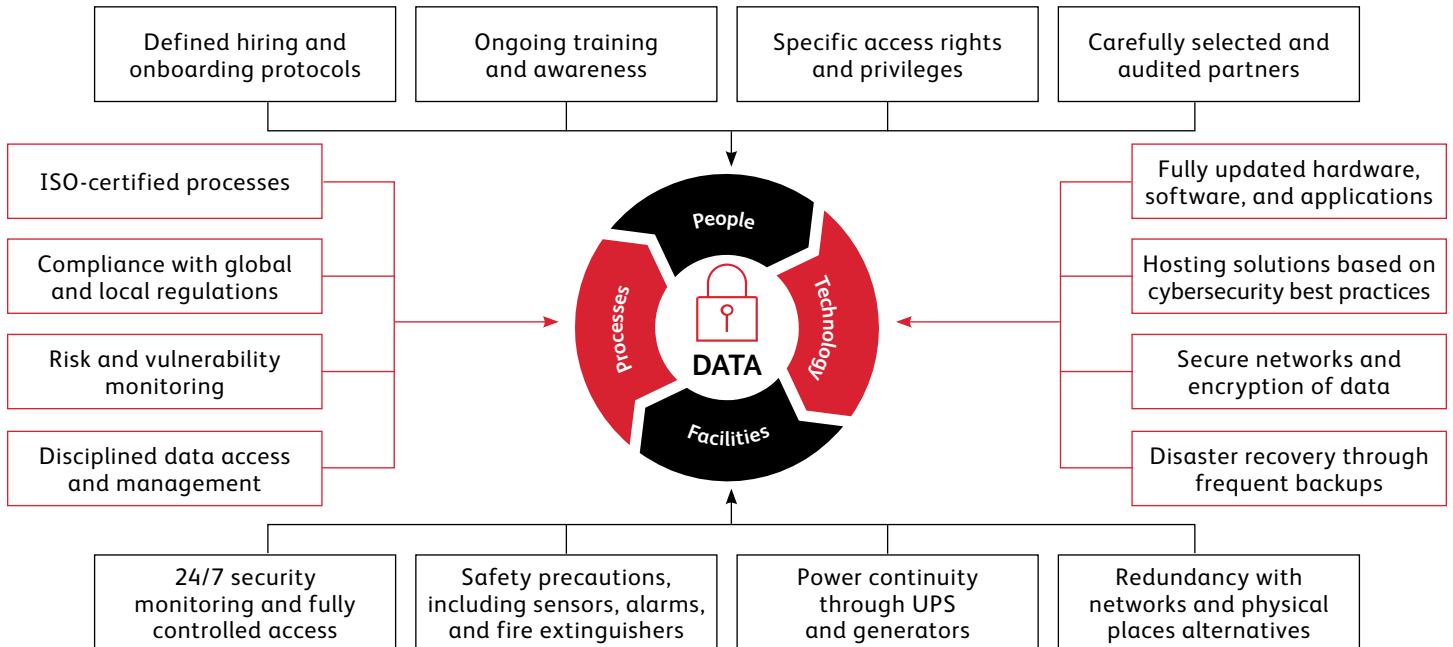 Defined hiring and
onboarding protocols
Ongoing training
and awareness
Specific access rights
and privileges
Carefully selected and
audited partners
ISO-certified processes
Compliance with global
and local regulations
Risk and vulnerability
monitoring
Disciplined data access
and management
People
Processes
Technology
Facilities
DATA
Fully updated hardware,
software, and applications
Hosting solutions based on
cybersecurity best practices
Secure networks and
encryption of data
Disaster recovery through
frequent backups
24/7 security
monitoring and fully
controlled access
Safety precautions,
including sensors, alarms,
and fire extinguishers
Power continuity
through UPS
and generators
Redundancy with
networks and physical
places alternatives